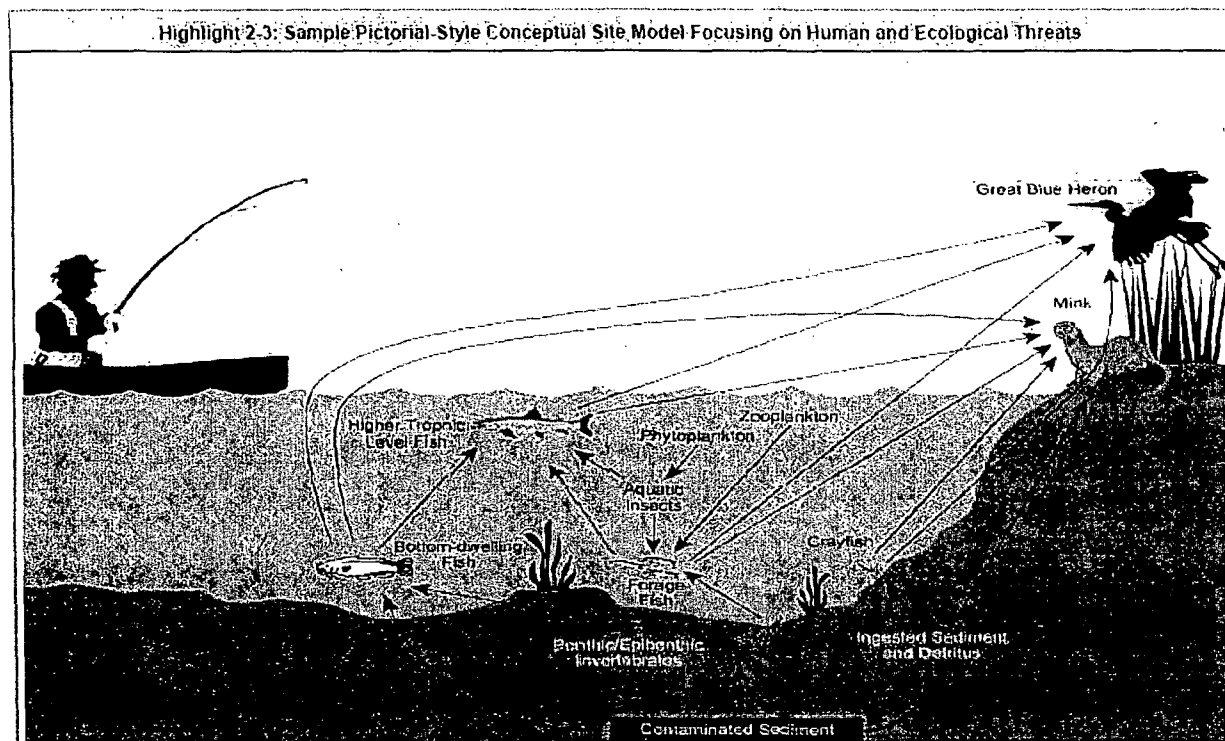 Highlight 2-3: Sample Pictorial-Style Conceptual Site Model Focusing on Human and Ecological Threats
Great Blue Heron
Mink
Higher Trophic
Level Fish
Zooplankton
Phytoplankton
Aquatic
Insects
Crayfish
Bottom-dwelling
Fish
Forage
Fish
Benthic/Epibenthic
Invertebrates
Ingested Sediment
and Detritus
Contaminated Sediment